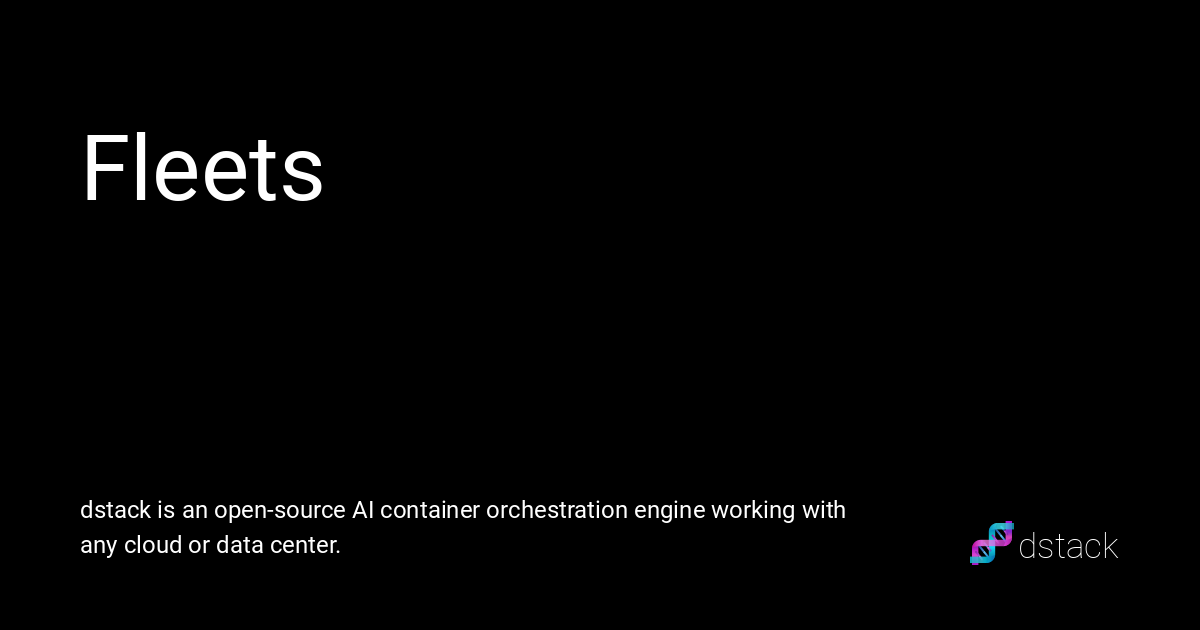 Fleets
dstack is an open-source AI container orchestration engine working with
any cloud or data center.
dstack